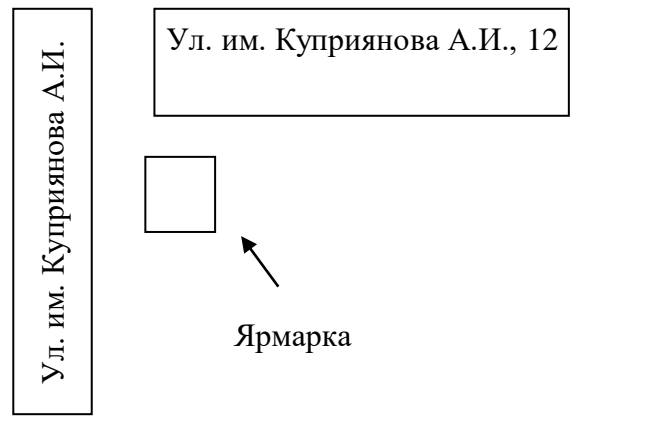 Ул. им. Куприянова А.И.
Ул. им. Куприянова А.И., 12
Ярмарка